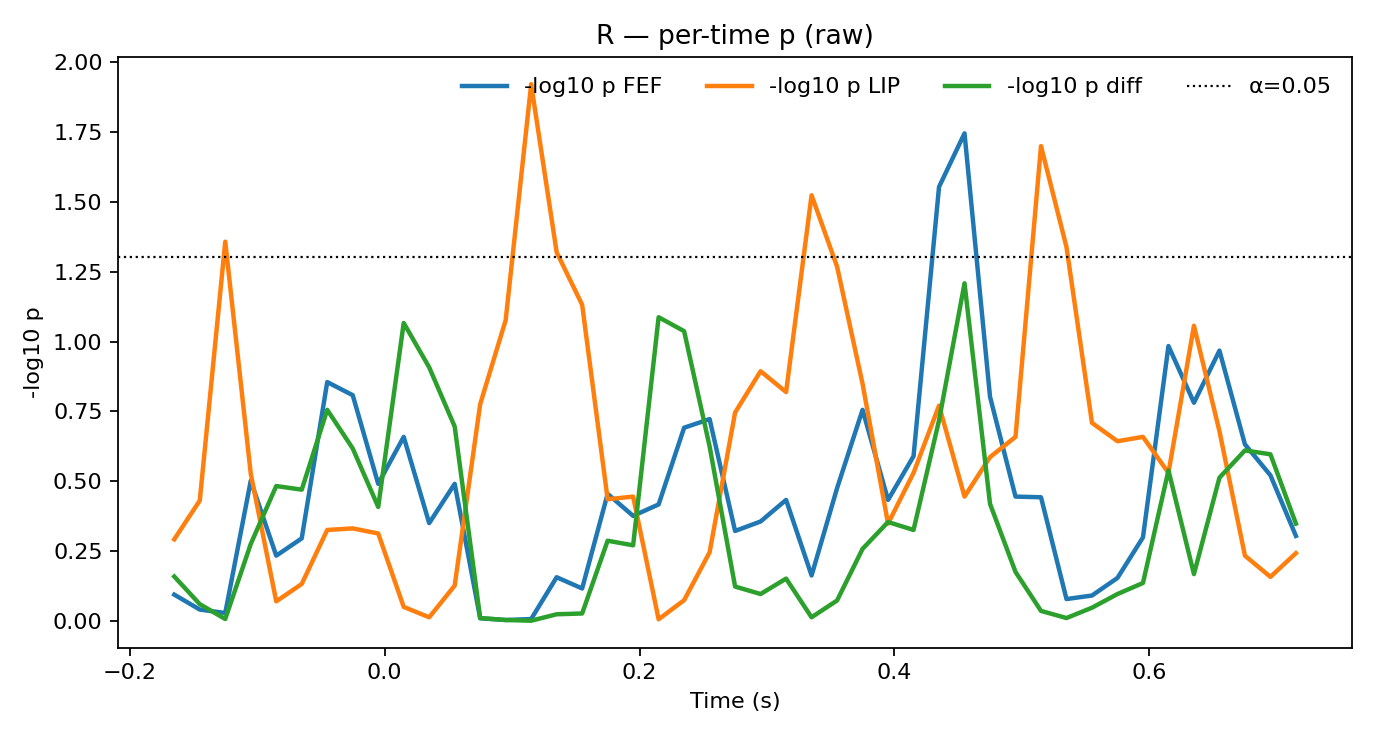 R — per-time p (raw)
-log10 p FEF -log10 p LIP -log10 p diff α=0.05
-log10 p
2.00
1.75
1.50
1.25
1.00
0.75
0.50
0.25
0.00
−0.2 0.0 0.2 0.4 0.6
Time (s)